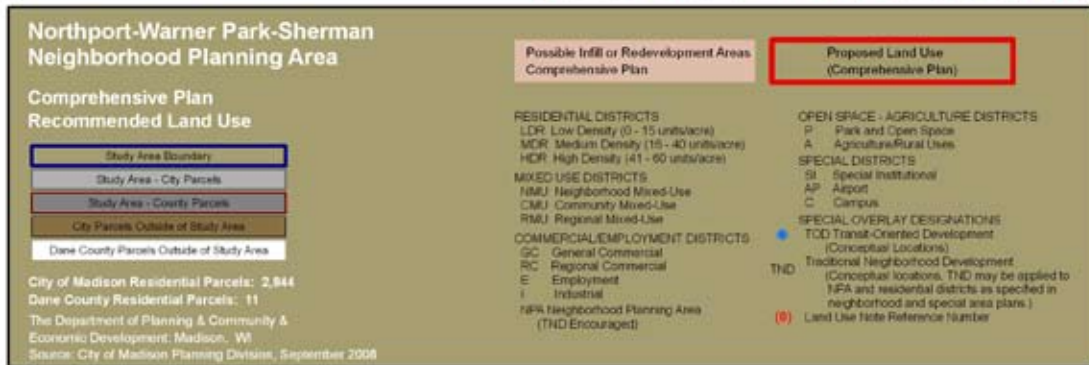 Northport-Warner Park-Sherman
Neighborhood Planning Area
Comprehensive Plan
Recommended Land Use
Study Area Boundary
Study Area - City Parcels
Study Area - County Parcels
City Parcels Outside of Study Area
Dane County Parcels Outside of Study Area
City of Madison Residential Parcels: 2,944
Dane County Residential Parcels: 11
The Department of Planning & Community &
Economic Development: Madison, WI
Source: City of Madison Planning Division, September 2008
Possible Infill or Redevelopment Areas
Comprehensive Plan
RESIDENTIAL DISTRICTS
LDR Low Density (0 - 15 units/acre)
MDR Medium Density (16 - 40 units/acre)
HDR High Density (41 - 60 units/acre)
MIXED USE DISTRICTS
NMU Neighborhood Mixed-Use
CMU Community Mixed-Use
RMU Regional Mixed-Use
COMMERCIAL/EMPLOYMENT DISTRICTS
GC General Commercial
RC Regional Commercial
E Employment
I Industrial
NPA Neighborhood Planning Area
(TND Encouraged)
Proposed Land Use
(Comprehensive Plan)
OPEN SPACE - AGRICULTURE DISTRICTS
P Park and Open Space
A Agriculture/Rural Uses
SPECIAL DISTRICTS
SI Special Institutional
AP Airport
C Campus
SPECIAL OVERLAY DESIGNATIONS
TOD Transit-Oriented Development
(Conceptual Locations)
TND Traditional Neighborhood Development
(Conceptual locations, TND may be applied to
NPA and residential districts as specified in
neighborhood and special area plans.)
Land Use Note Reference Number